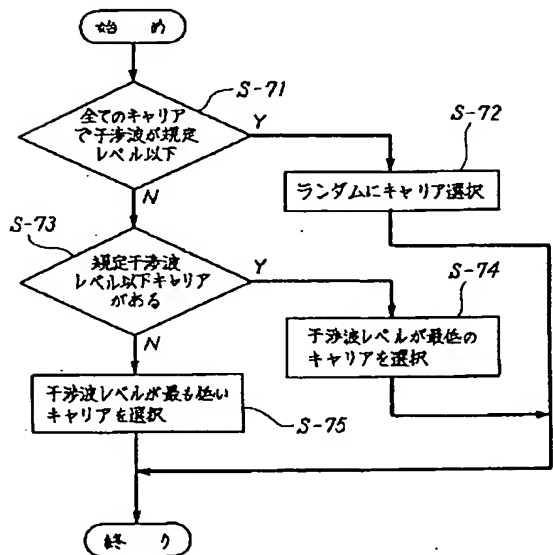 始め
S-71
全てのキャリア
で干渉波が規定
レベル以下
Y
S-72
ランダムにキャリア選択
N
S-73
規定干渉波
レベル以下キャリア
がある
Y
S-74
干渉波レベルが最低の
キャリアを選択
N
干渉波レベルが最も低い
キャリアを選択
S-75
終り